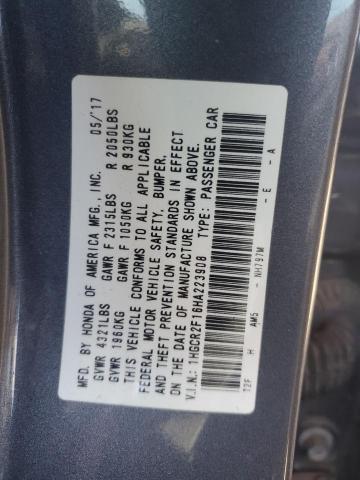 MFD. BY HONDA OF AMERICA MFG., INC. 05/'17
GVWR 4321LBS GAWR F 2315LBS R 2050LBS
GVWR 1960KG GAWR F 1050KG R 930KG
THIS VEHICLE CONFORMS TO ALL APPLICABLE
FEDERAL MOTOR VEHICLE SAFETY, BUMPER,
AND THEFT PREVENTION STANDARDS IN EFFECT
ON THE DATE OF MANUFACTURE SHOWN ABOVE.
V.I.N.: 1HGCR2F16HA223908 TYPE: PASSENGER CAR
T2F H AM5 - NH797M - E - A